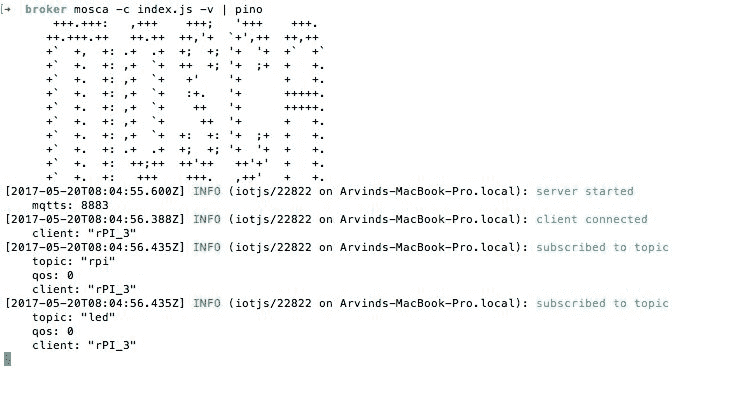 [➜  broker mosca -c index.js -v | pino
       +++.+++:   ,+++    +++;   '+++    +++.
      ++.+++.++   ++.++  ++,'+  `+',++  ++,++
      +`  +,  +: .+  .+  +;  +; '+  '+  +`  +`
      +`  +.  +: ,+  `+  ++  +; '+  ;+  +   +.
      +`  +.  +: ,+  `+   +'    '+      +   +.
      +`  +.  +: ,+  `+   :+.   '+      +++++.
      +`  +.  +: ,+  `+    ++   '+      +++++.
      +`  +.  +: ,+  `+     ++  '+      +   +.
      +`  +.  +: ,+  `+  +:  +: '+  ;+  +   +.
      +`  +.  +: .+  .+  +;  +; '+  '+  +   +.
      +`  +.  +:  ++;++  ++'++   ++'+'  +   +.
      +`  +.  +:   +++    +++.   ,++'   +   +.
[2017-05-20T08:04:55.600Z] INFO (iotjs/22822 on Arvinds-MacBook-Pro.local): server started
    mqtts: 8883
[2017-05-20T08:04:56.388Z] INFO (iotjs/22822 on Arvinds-MacBook-Pro.local): client connected
    client: "rPI_3"
[2017-05-20T08:04:56.435Z] INFO (iotjs/22822 on Arvinds-MacBook-Pro.local): subscribed to topic
    topic: "rpi"
    qos: 0
    client: "rPI_3"
[2017-05-20T08:04:56.435Z] INFO (iotjs/22822 on Arvinds-MacBook-Pro.local): subscribed to topic
    topic: "led"
    qos: 0
    client: "rPI_3"